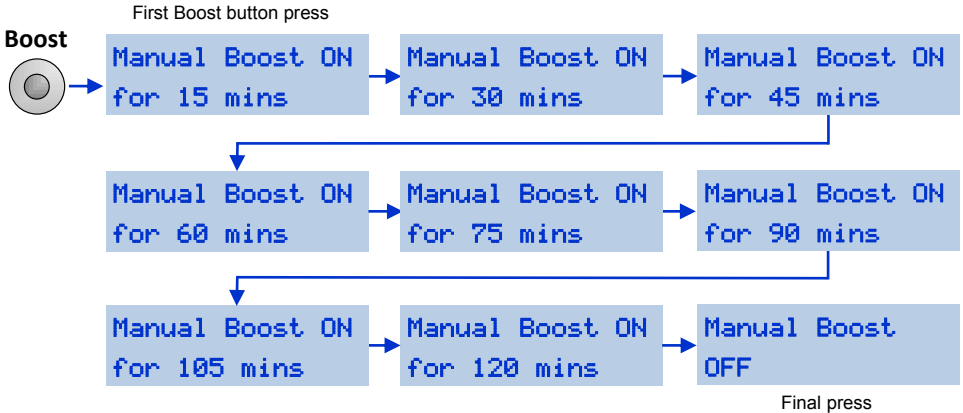 First Boost button press
Boost
Manual Boost ON
for 15 mins
Manual Boost ON
for 30 mins
Manual Boost ON
for 45 mins
Manual Boost ON
for 60 mins
Manual Boost ON
for 75 mins
Manual Boost ON
for 90 mins
Manual Boost ON
for 105 mins
Manual Boost ON
for 120 mins
Manual Boost
OFF
Final press